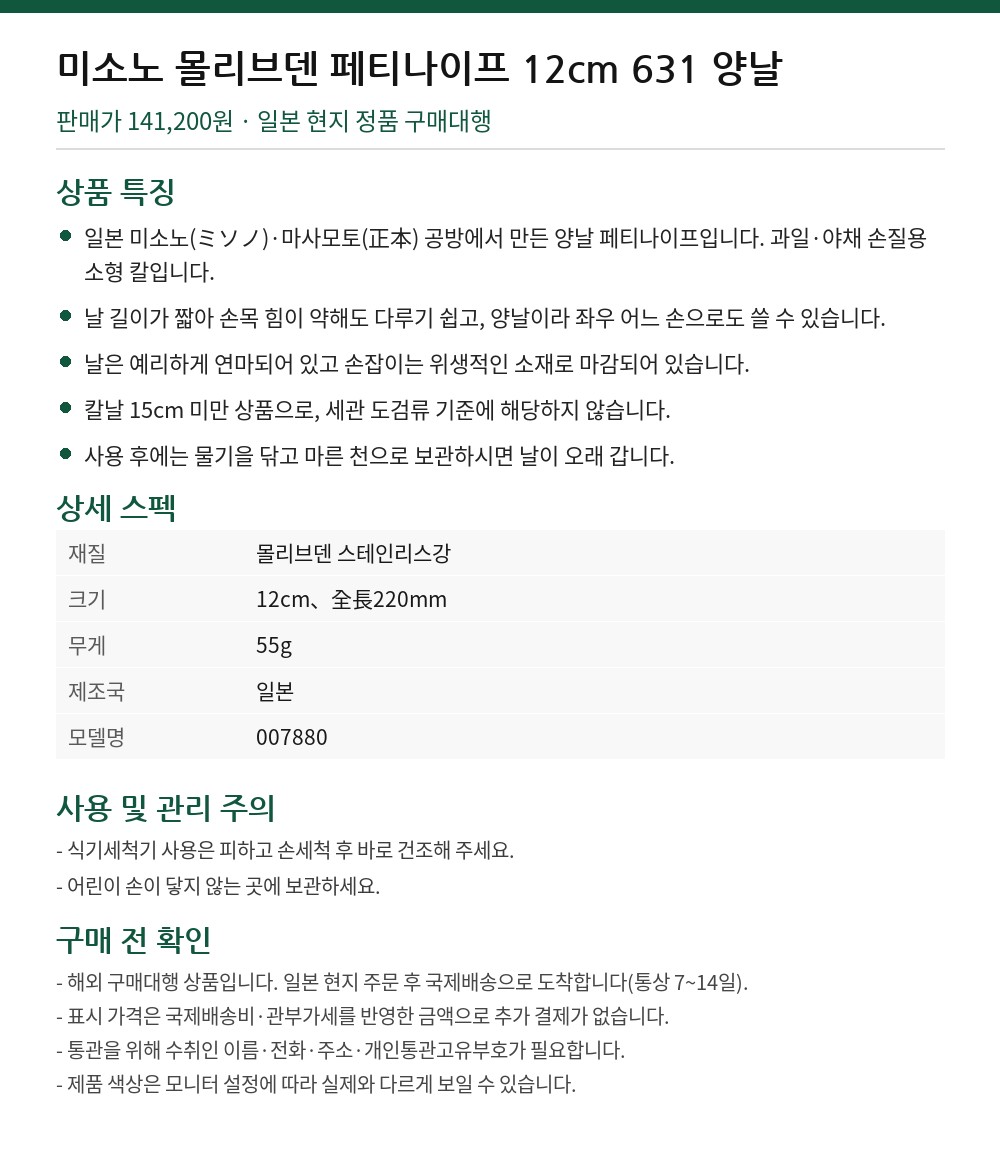 미소노 몰리브덴 페티나이프 12cm 631 양날
판매가 141,200원 · 일본 현지 정품 구매대행
상품 특징
일본 미소노(ミソノ)·마사모토(正本) 공방에서 만든 양날 페티나이프입니다. 과일·야채 손질용
소형 칼입니다.
날 길이가 짧아 손목 힘이 약해도 다루기 쉽고, 양날이라 좌우 어느 손으로도 쓸 수 있습니다.
날은 예리하게 연마되어 있고 손잡이는 위생적인 소재로 마감되어 있습니다.
칼날 15cm 미만 상품으로, 세관 도검류 기준에 해당하지 않습니다.
사용 후에는 물기을 닦고 마른 천으로 보관하시면 날이 오래 갑니다.
상세 스펙
재질 몰리브덴 스테인리스강
크기 12cm、全長220mm
무게 55g
제조국 일본
모델명 007880
사용 및 관리 주의
- 식기세척기 사용은 피하고 손세척 후 바로 건조해 주세요.
- 어린이 손이 닿지 않는 곳에 보관하세요.
구매 전 확인
- 해외 구매대행 상품입니다. 일본 현지 주문 후 국제배송으로 도착합니다(통상 7~14일).
- 표시 가격은 국제배송비·관부가세를 반영한 금액으로 추가 결제가 없습니다.
- 통관을 위해 수취인 이름·전화·주소·개인통관고유부호가 필요합니다.
- 제품 색상은 모니터 설정에 따라 실제와 다르게 보일 수 있습니다.